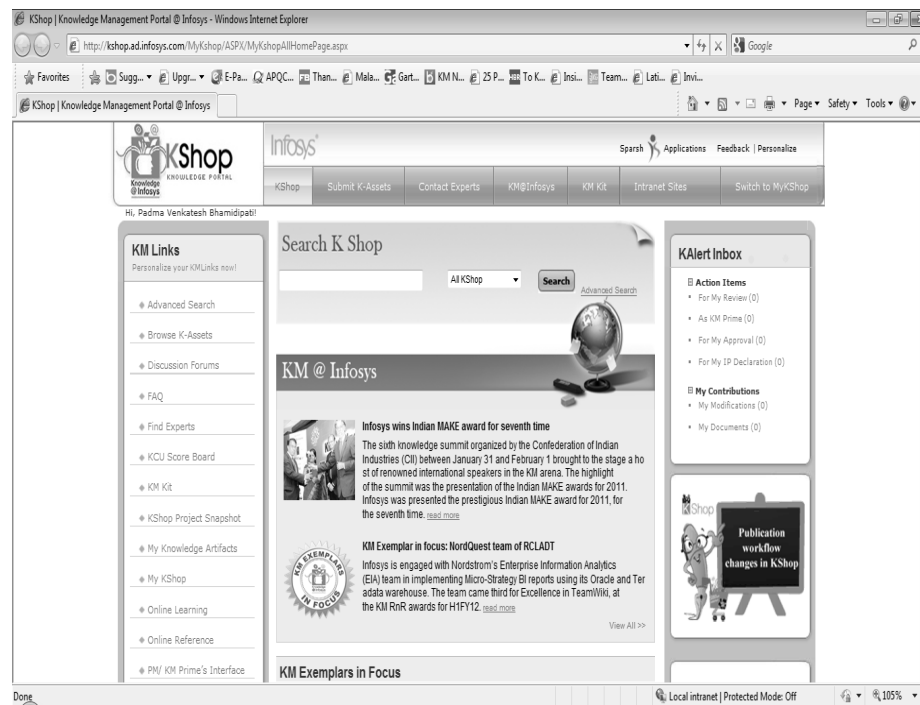 KShop | Knowledge Management Portal @ Infosys - Windows Internet Explorer
http://kshop.ad.infosys.com/MyKshop/ASPX/MyKshopAllHomePage.aspx
Google
Favorites Sugg... Upgr... E-Pa... APQC... Than... Mala... Gart... KM N... 25 P... To K... Insi... Team... Lati... Invi...
KShop | Knowledge Management Portal @ Infosys
Page Safety Tools
KShop
KNOWLEDGE PORTAL
Knowledge
@Infosys
Infosys
Sparsh Applications Feedback | Personalize
KShop Submit K-Assets Contact Experts KM@Infosys KM Kit Intranet Sites Switch to MyKShop
Hi, Padma Venkatesh Bhamidipati!
KM Links
Personalize your KMLinks now!
Advanced Search
Browse K-Assets
Discussion Forums
FAQ
Find Experts
KCU Score Board
KM Kit
KShop Project Snapshot
My Knowledge Artifacts
My KShop
Online Learning
Online Reference
PM/ KM Prime's Interface
Search K Shop
All KShop
Search
Advanced Search
KM @ Infosys
Infosys wins Indian MAKE award for seventh time
The sixth knowledge summit organized by the Confederation of Indian
Industries (CII) between January 31 and February 1 brought to the stage a ho
st of renowned international speakers in the KM arena. The highlight
of the summit was the presentation of the Indian MAKE awards for 2011.
Infosys was presented the prestigious Indian MAKE award for 2011, for
the seventh time. read more
KM EXEMPLARS
IN FOCUS
KM Exemplar in focus: NordQuest team of RCLADT
Infosys is engaged with Nordstrom's Enterprise Information Analytics
(EIA) team in implementing Micro-Strategy BI reports using its Oracle and Ter
adata warehouse. The team came third for Excellence in TeamWiki, at
the KM RnR awards for H1FY12. read more
View All >>
KM Exemplars in Focus
KAlert Inbox
Action Items
For My Review (0)
As KM Prime (0)
For My Approval (0)
For My IP Declaration (0)
My Contributions
My Modifications (0)
My Documents (0)
KShop
Publication
workflow
changes in KShop
Done
Local intranet | Protected Mode: Off
105%